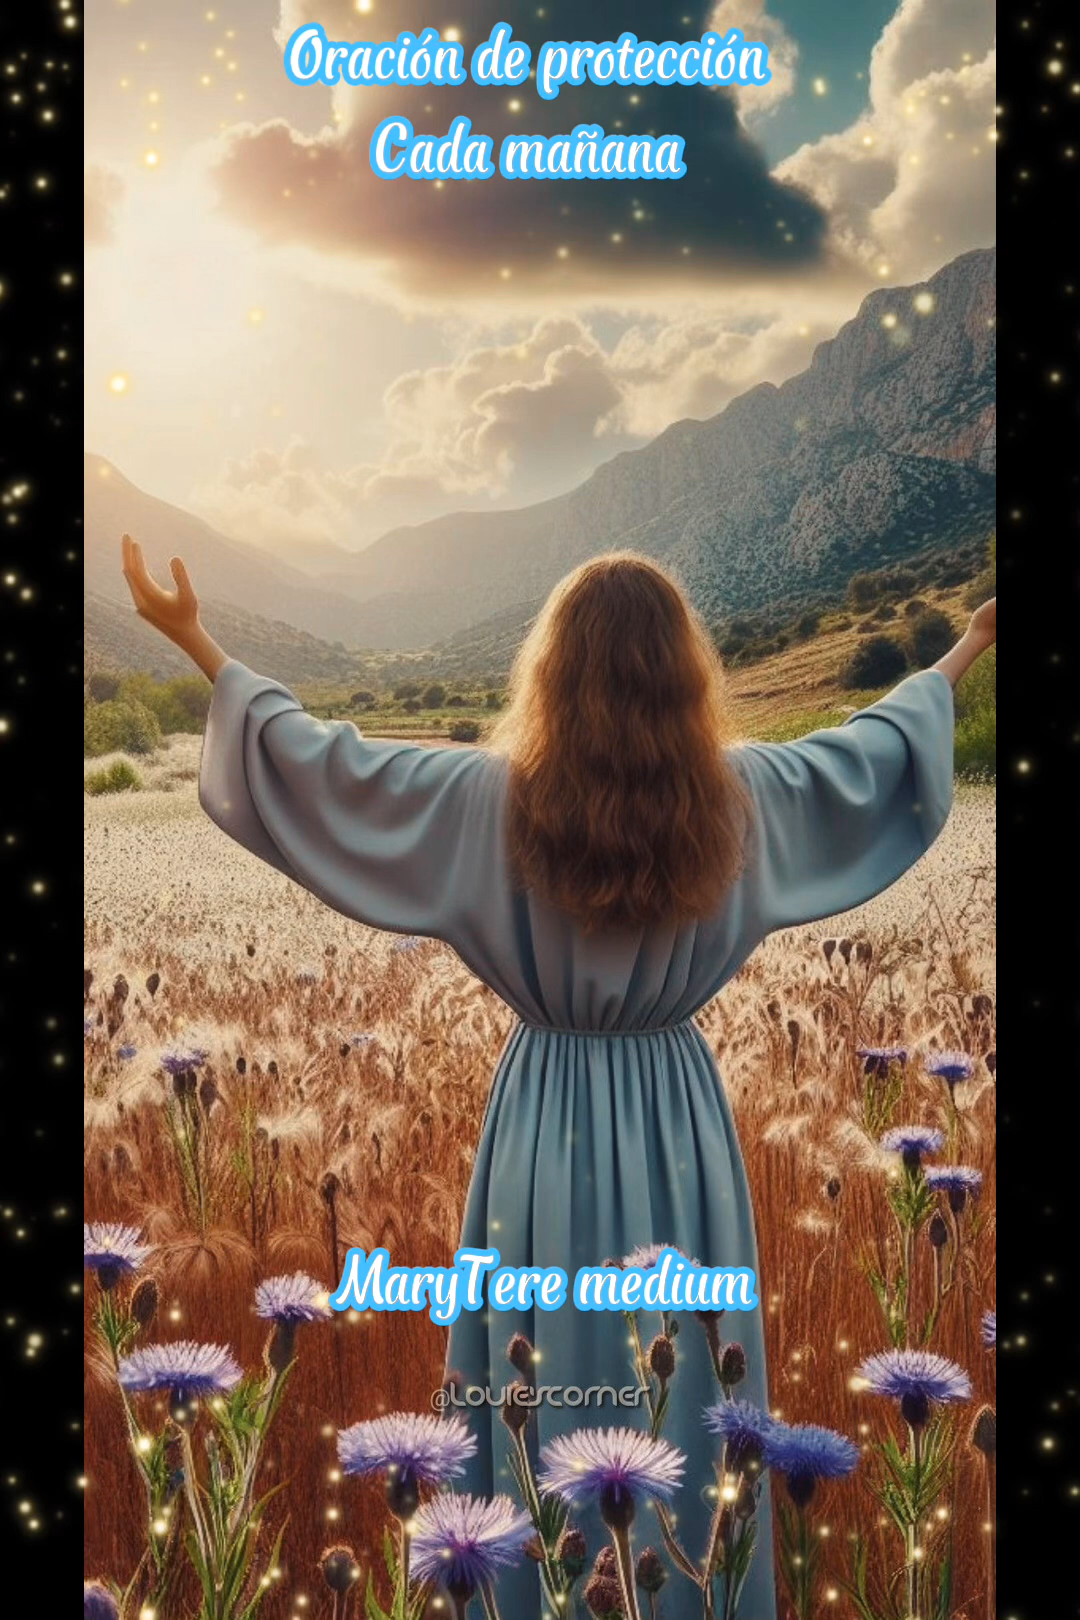 Oración de protección
Cada mañana
MaryTere medium
@Louiescorner